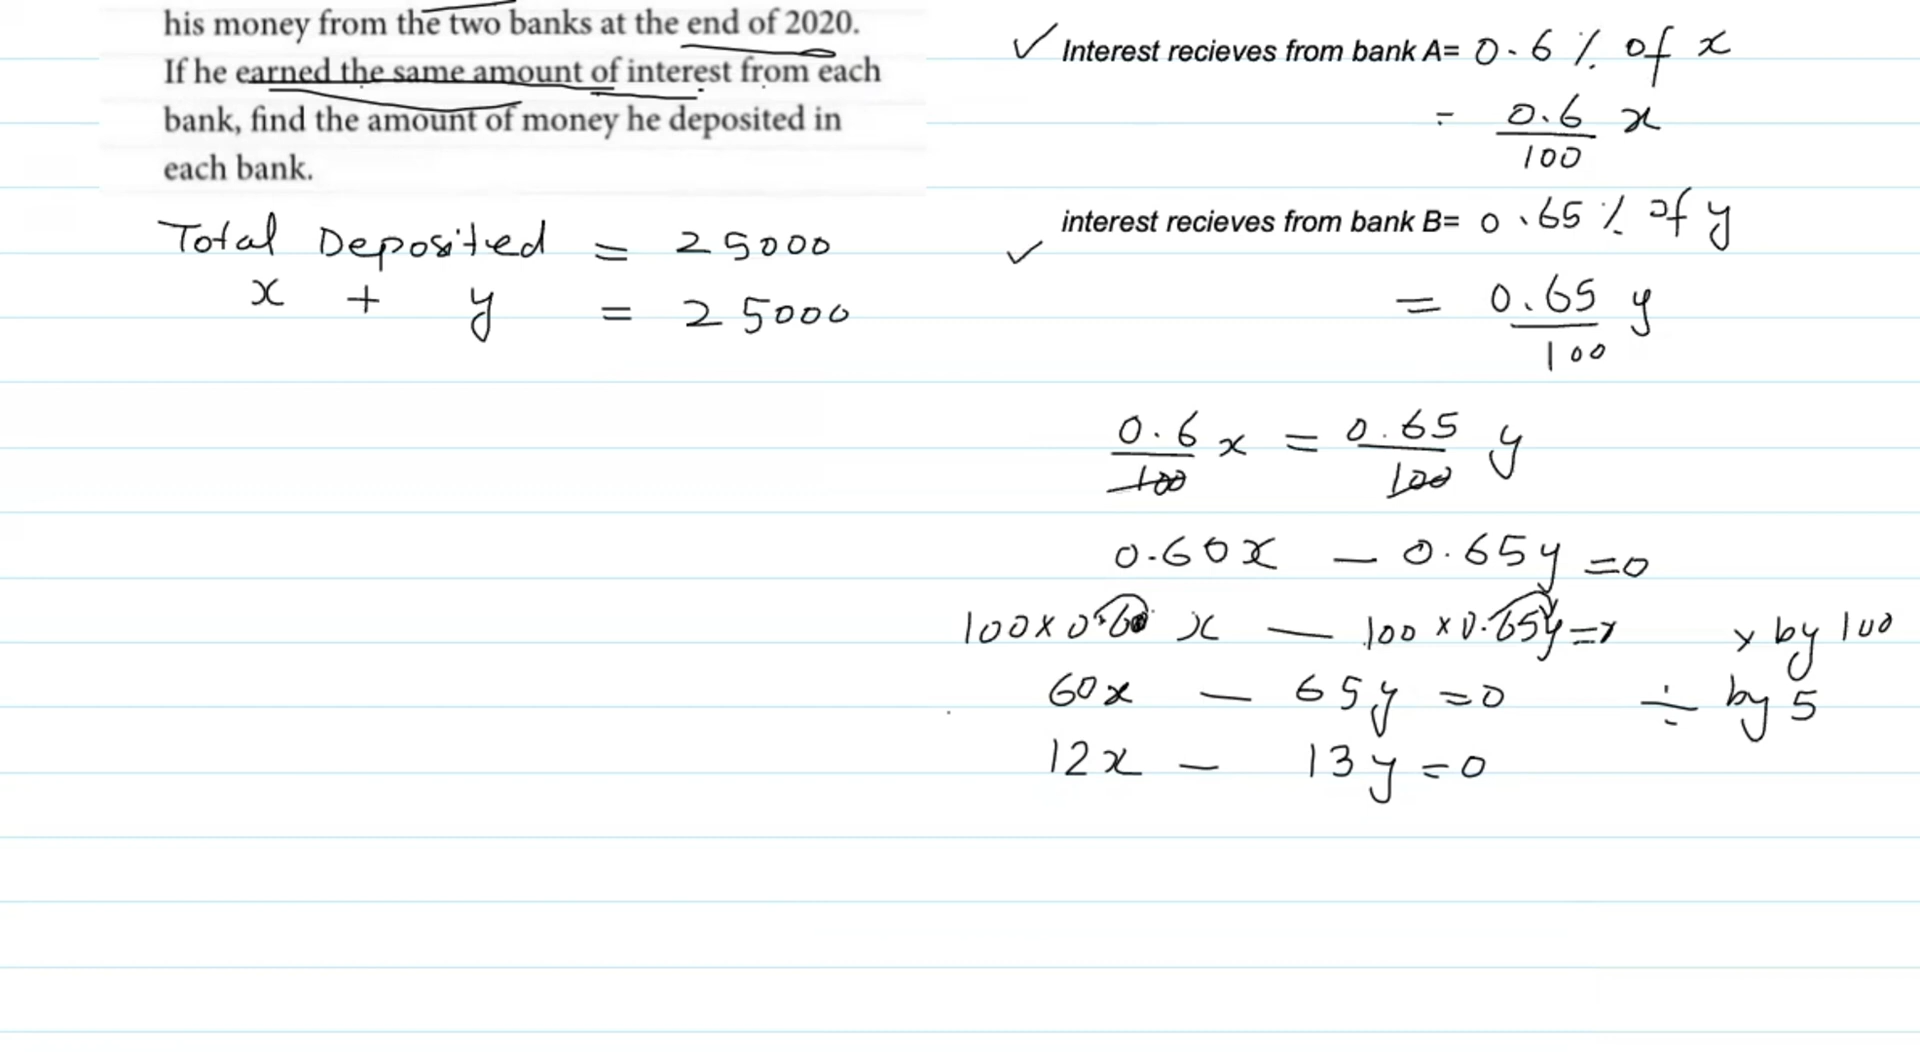 his money from the two banks at the end of 2020.
If he earned the same amount of interest from each
bank, find the amount of money he deposited in
each bank.
Total Deposited = 25000
x + y = 25000
✓ Interest recieves from bank A= 0.6 % of x
= 0.6/100 x
✓ interest recieves from bank B= 0.65 % of y
= 0.65/100 y
0.6/100 x = 0.65/100 y
0.60x — 0.65y =0
100 × 0.60 x — 100 × 0.65y = × by 100
60x — 65y =0 ÷ by 5
12x — 13y =0